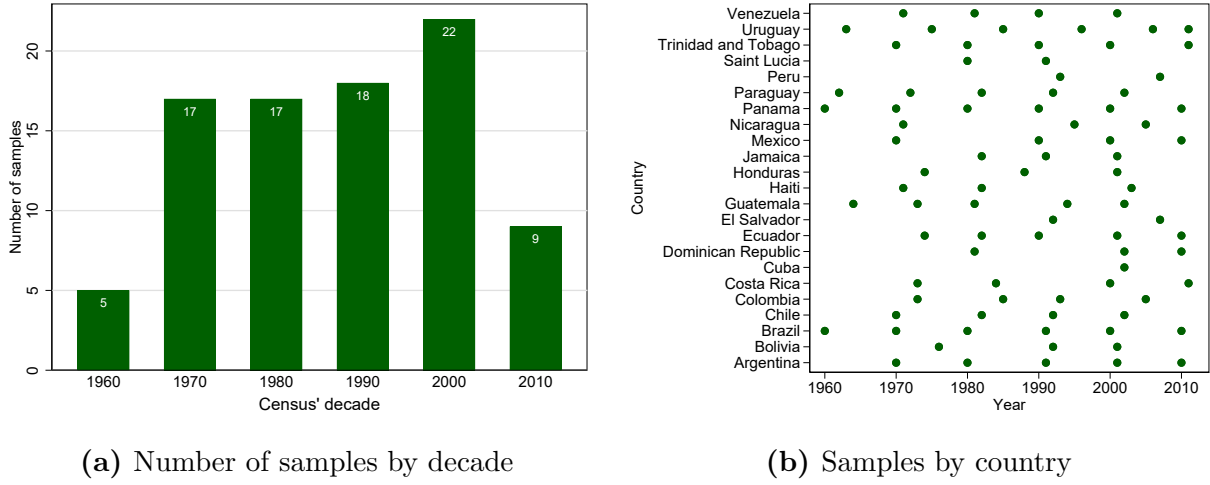 Number of samples
0
5
10
15
20
5
17
17
18
22
9
1960
1970
1980
1990
2000
2010
Census' decade
(a) Number of samples by decade
Country
Venezuela
Uruguay
Trinidad and Tobago
Saint Lucia
Peru
Paraguay
Panama
Nicaragua
Mexico
Jamaica
Honduras
Haiti
Guatemala
El Salvador
Ecuador
Dominican Republic
Cuba
Costa Rica
Colombia
Chile
Brazil
Bolivia
Argentina
1960
1970
1980
1990
2000
2010
Year
(b) Samples by country